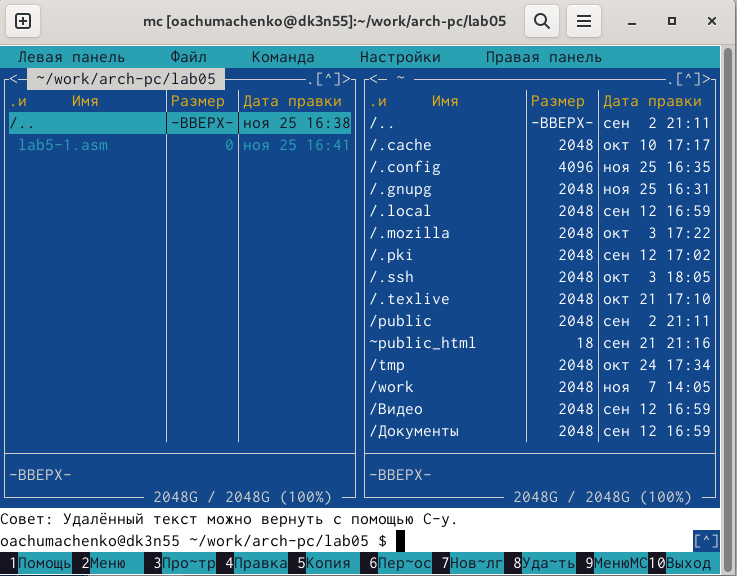 mc [oachumachenko@dk3n55]:~/work/arch-pc/lab05
Левая панель Файл Команда Настройки Правая панель
<— ~/work/arch-pc/lab05 .[^]> <— ~ .[^]>
.и Имя Размер Дата правки .и Имя Размер Дата правки
/.. -ВВЕРХ- ноя 25 16:38 /.. -ВВЕРХ- сен 2 21:11
lab5-1.asm 0 ноя 25 16:41 /.cache 2048 окт 10 17:17
/.config 4096 ноя 25 16:35
/.gnupg 2048 ноя 25 16:31
/.local 2048 сен 12 16:59
/.mozilla 2048 окт 3 17:22
/.pki 2048 сен 12 17:02
/.ssh 2048 окт 3 18:05
/.texlive 2048 окт 21 17:10
/public 2048 сен 2 21:11
~public_html 18 сен 21 21:16
/tmp 2048 окт 24 17:34
/work 2048 ноя 7 14:05
/Видео 2048 сен 12 16:59
/Документы 2048 сен 12 16:59
-ВВЕРХ- -ВВЕРХ-
2048G / 2048G (100%) 2048G / 2048G (100%)
Совет: Удалённый текст можно вернуть с помощью C-y.
oachumachenko@dk3n55 ~/work/arch-pc/lab05 $ [^]
1Помощь 2Меню 3Про~тр 4Правка 5Копия 6Пер~ос 7Нов~лг 8Уда~ть 9МенюMC 10Выход